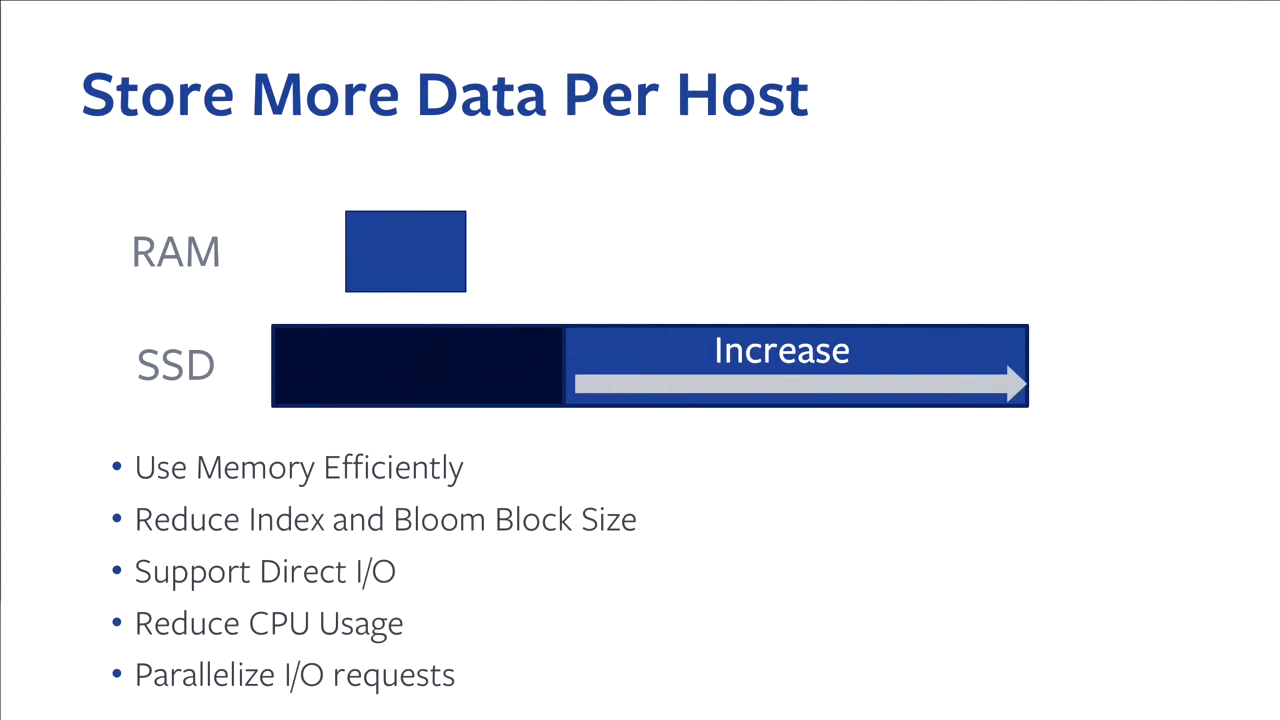 Store More Data Per Host
RAM
SSD
Increase
• Use Memory Efficiently
• Reduce Index and Bloom Block Size
• Support Direct I/O
• Reduce CPU Usage
• Parallelize I/O requests